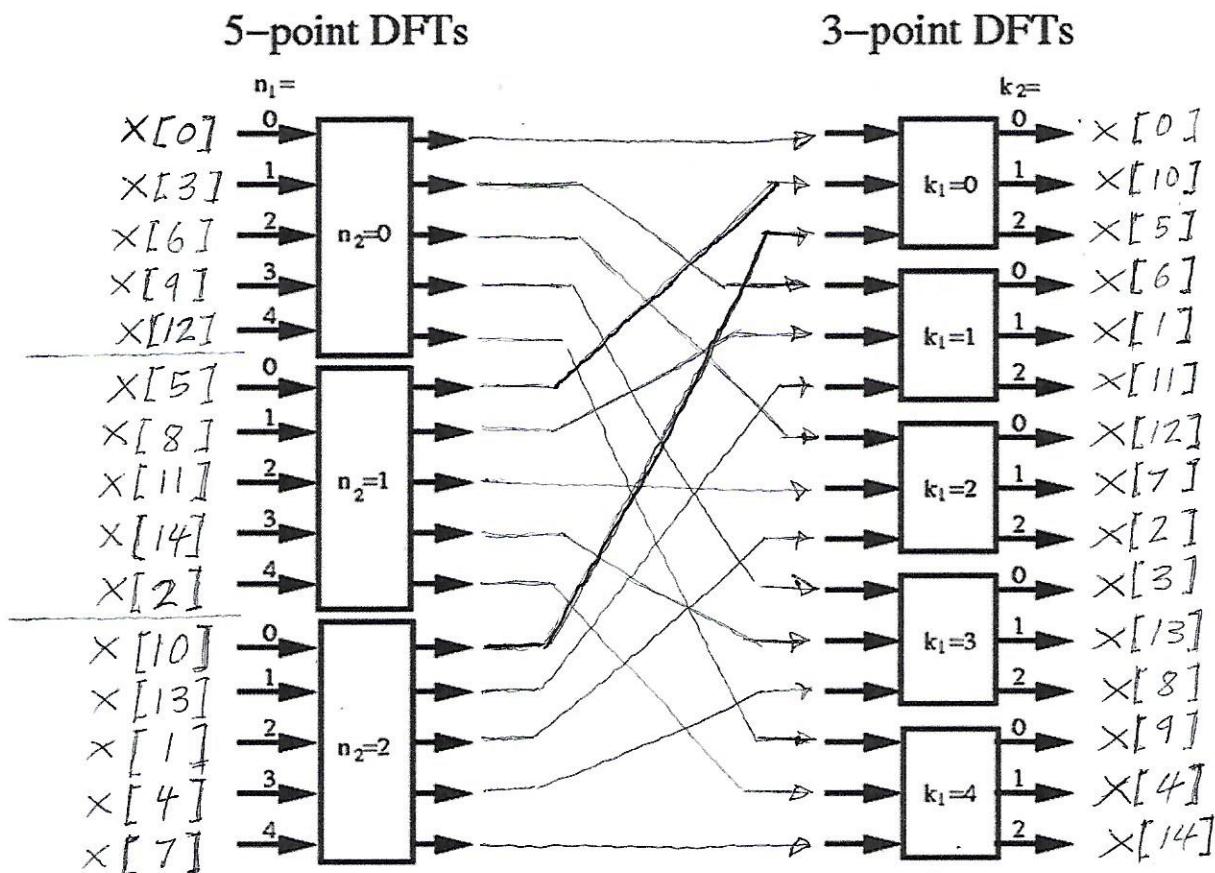 5-point DFTs
3-point DFTs
n₁=
k₂=
x[0] 0
x[3] 1
x[6] 2
x[9] 3
x[12] 4
n₂=0
x[5] 0
x[8] 1
x[11] 2
x[14] 3
x[2] 4
n₂=1
x[10] 0
x[13] 1
x[1] 2
x[4] 3
x[7] 4
n₂=2
k₁=0
0 X[0]
1 X[10]
2 X[5]
k₁=1
0 X[6]
1 X[1]
2 X[11]
k₁=2
0 X[12]
1 X[7]
2 X[2]
k₁=3
0 X[3]
1 X[13]
2 X[8]
k₁=4
0 X[9]
1 X[4]
2 X[14]